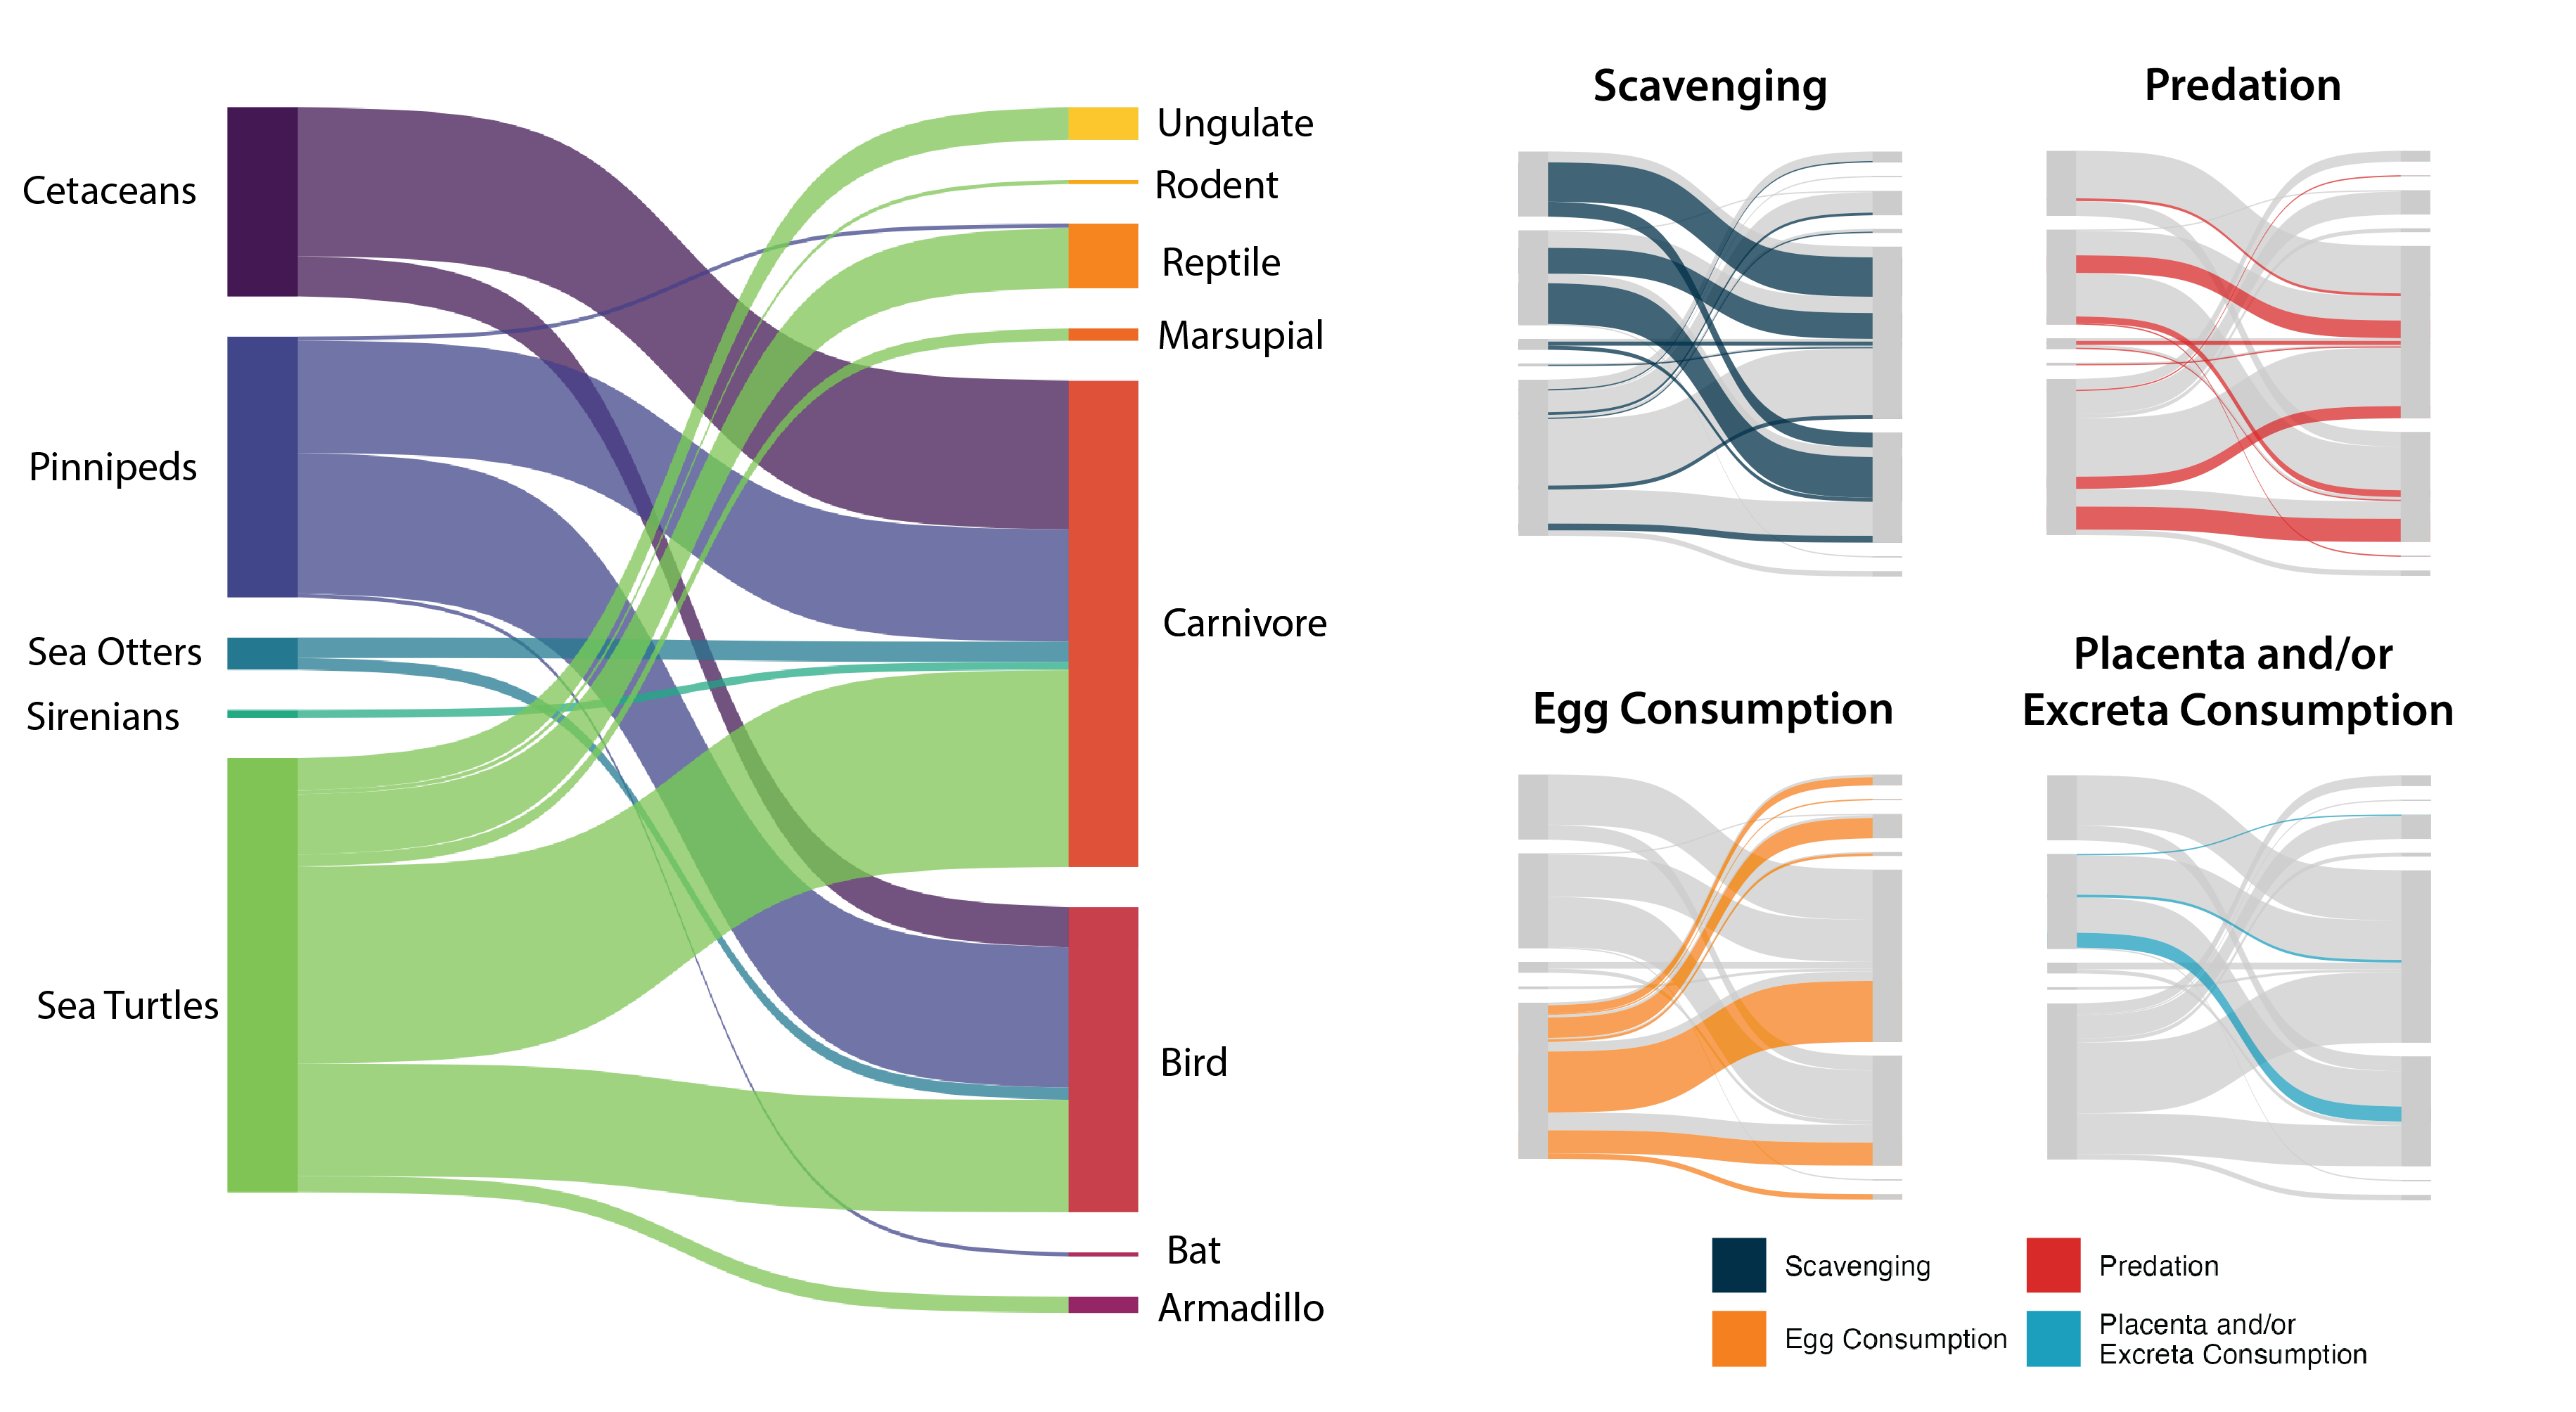 Cetaceans
Pinnipeds
Sea Otters
Sirenians
Sea Turtles
Ungulate
Rodent
Reptile
Marsupial
Carnivore
Bird
Bat
Armadillo
Scavenging
Predation
Egg Consumption
Placenta and/or
Excreta Consumption
Scavenging
Predation
Egg Consumption
Placenta and/or
Excreta Consumption